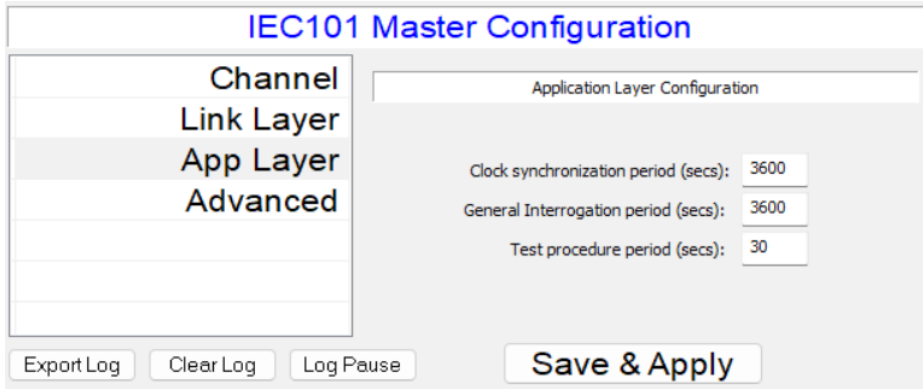 IEC101 Master Configuration
Channel
Link Layer
App Layer
Advanced
Application Layer Configuration
Clock synchronization period (secs): 3600
General Interrogation period (secs): 3600
Test procedure period (secs): 30
Export Log
Clear Log
Log Pause
Save & Apply